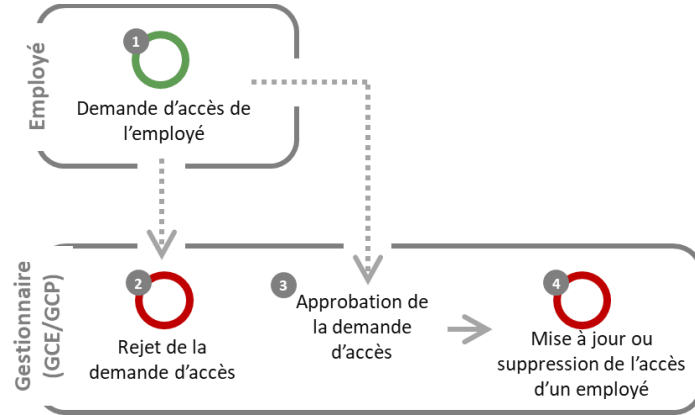 Employé
1
Demande d'accès de
l'employé
Gestionnaire
(GCE/GCP)
2
Rejet de la
demande d'accès
3
Approbation de
la demande
d'accès
4
Mise à jour ou
suppression de l'accès
d'un employé